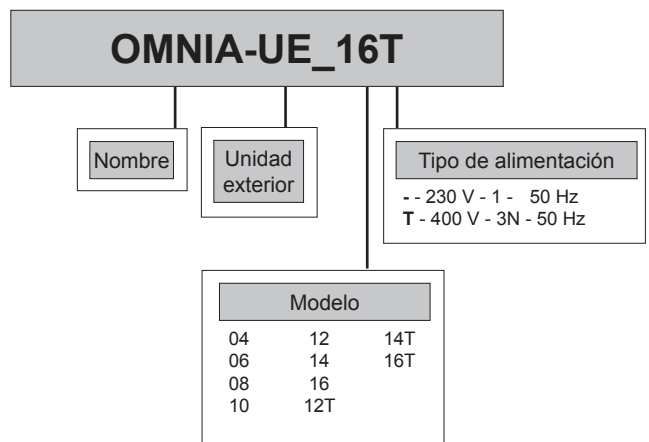 OMNIA-UE_16T
Nombre
Unidad
exterior
Tipo de alimentación
- - 230 V - 1 - 50 Hz
T - 400 V - 3N - 50 Hz
Modelo
04 12 14T
06 14 16T
08 16
10 12T